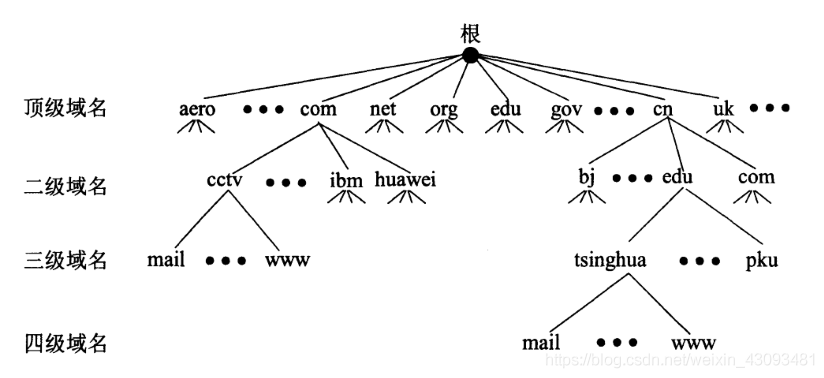 根
顶级域名 aero ••• com net org edu gov ••• cn uk •••
二级域名 cctv ••• ibm huawei bj ••• edu com
三级域名 mail ••• www tsinghua ••• pku
四级域名 mail ••• www
https://blog.csdn.net/weixin_43093481